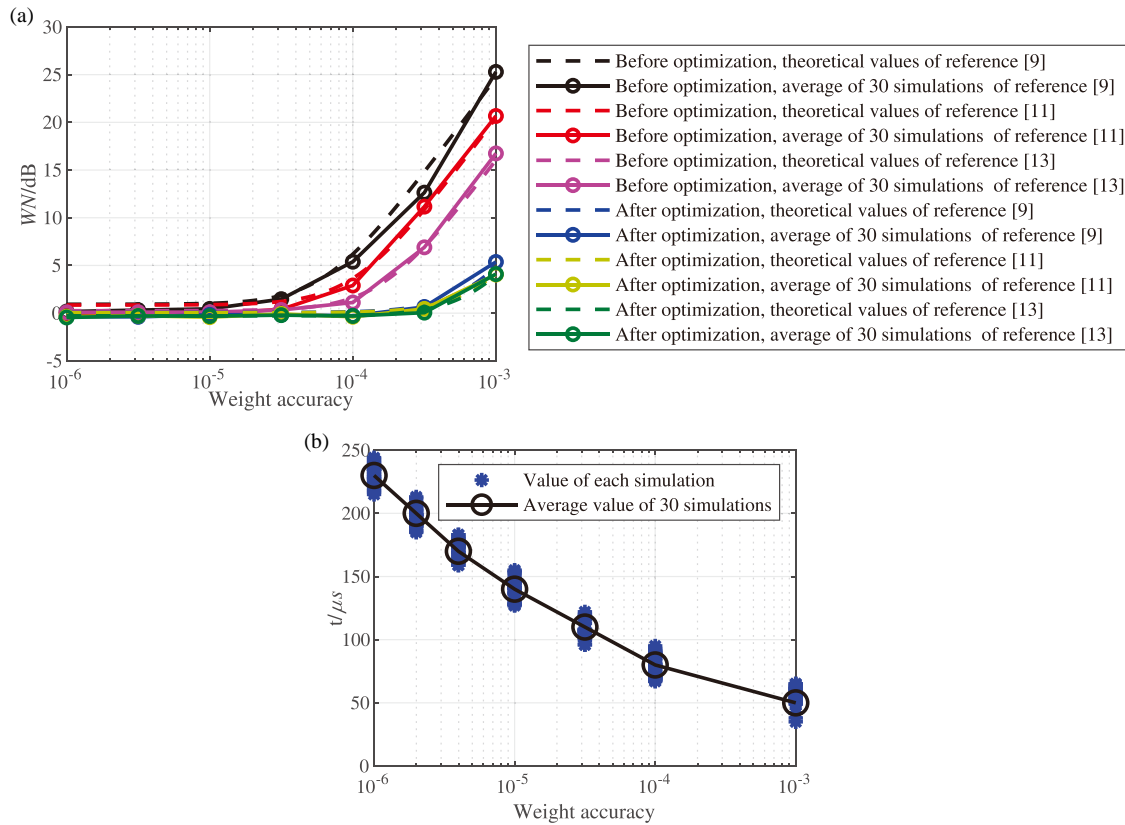 (a)
30
25
20
15
10
5
0
-5
WN/dB
10⁻⁶ 10⁻⁵ 10⁻⁴ 10⁻³
Weight accuracy
Before optimization, theoretical values of reference [9]
Before optimization, average of 30 simulations of reference [9]
Before optimization, theoretical values of reference [11]
Before optimization, average of 30 simulations of reference [11]
Before optimization, theoretical values of reference [13]
Before optimization, average of 30 simulations of reference [13]
After optimization, theoretical values of reference [9]
After optimization, average of 30 simulations of reference [9]
After optimization, theoretical values of reference [11]
After optimization, average of 30 simulations of reference [11]
After optimization, theoretical values of reference [13]
After optimization, average of 30 simulations of reference [13]
(b)
250
200
150
100
50
0
t/μs
Value of each simulation
Average value of 30 simulations
10⁻⁶ 10⁻⁵ 10⁻⁴ 10⁻³
Weight accuracy